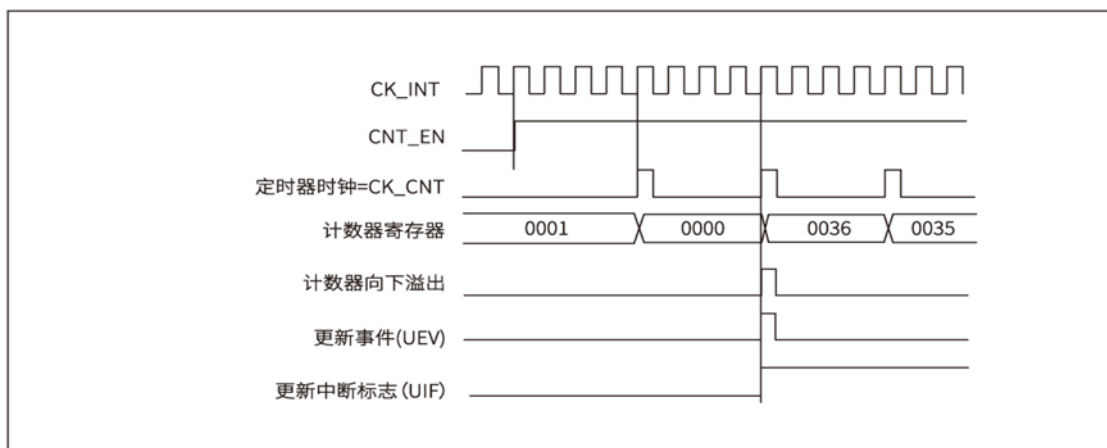 CK_INT
CNT_EN
定时器时钟=CK_CNT
计数器寄存器 0001 0000 0036 0035
计数器向下溢出
更新事件(UEV)
更新中断标志(UIF)